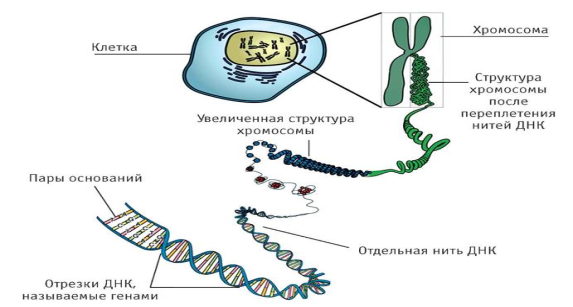 Клетка
Хромосома
Структура
хромосомы
после
переплетения
нитей ДНК
Увеличенная структура
хромосомы
Пары оснований
Отдельная нить ДНК
Отрезки ДНК,
называемые генами